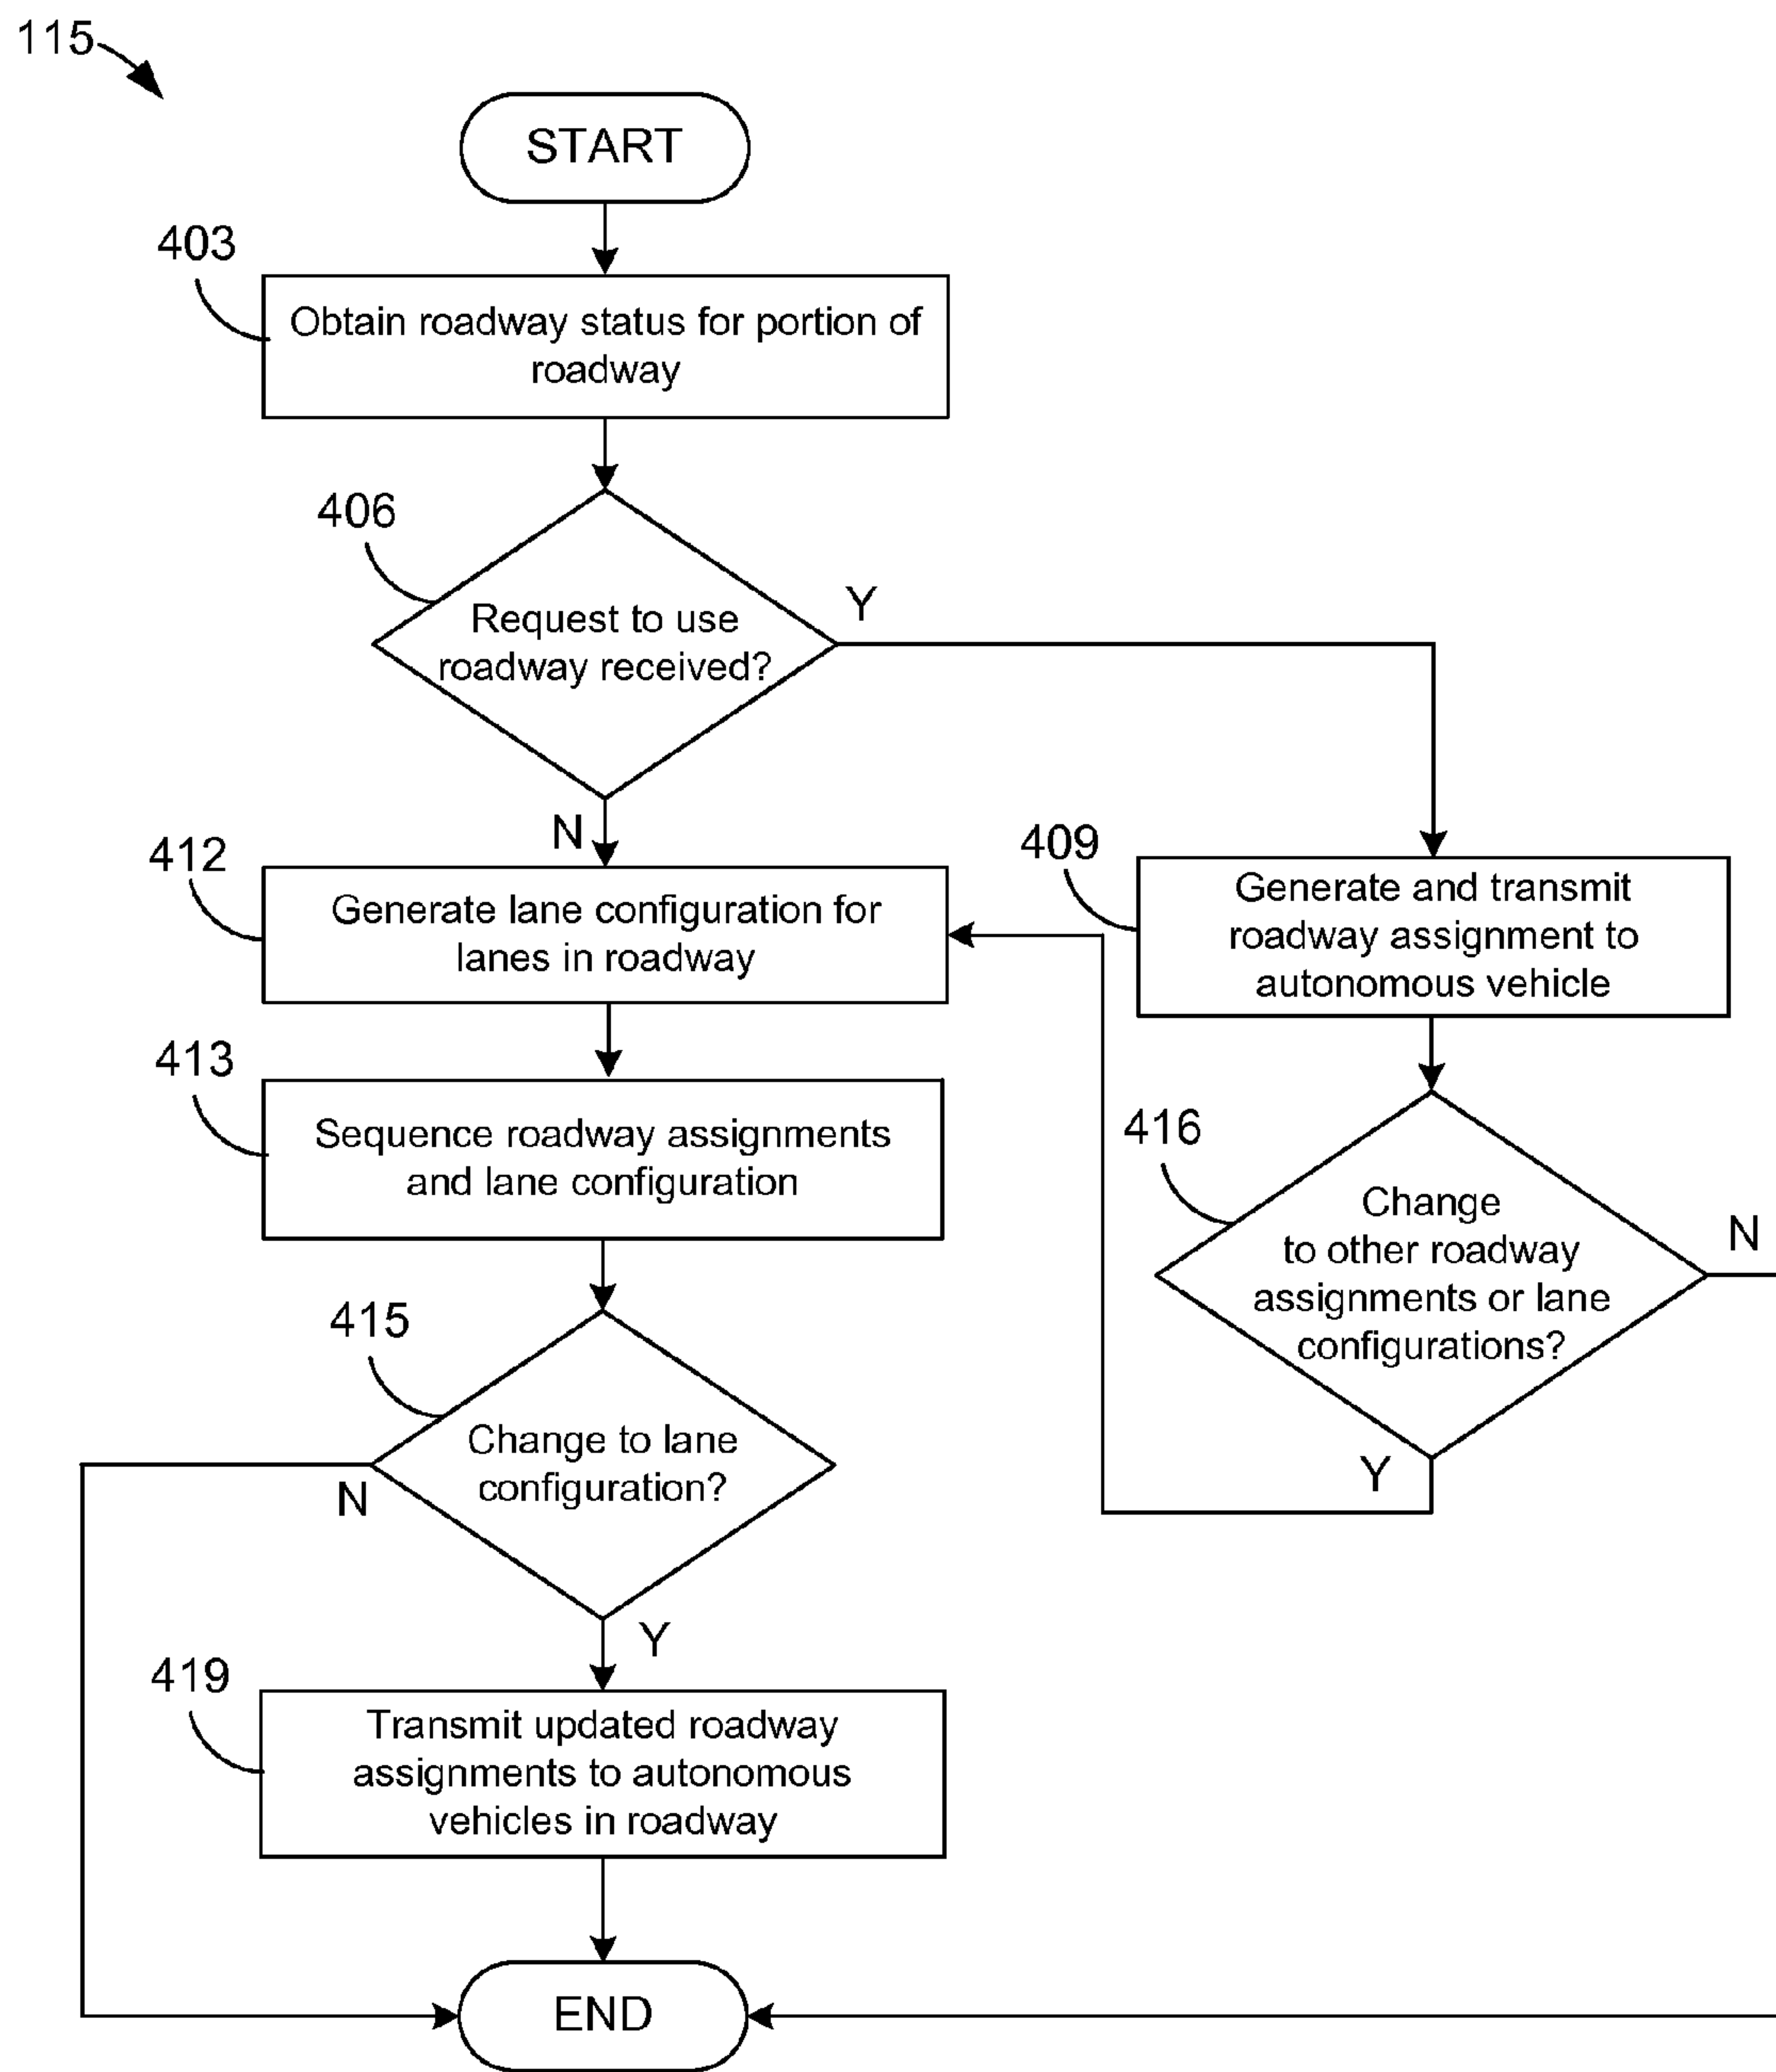 115
START
403
Obtain roadway status for portion of
roadway
406
Request to use
roadway received?
Y
N
412
Generate lane configuration for
lanes in roadway
409
Generate and transmit
roadway assignment to
autonomous vehicle
413
Sequence roadway assignments
and lane configuration
416
Change
to other roadway
assignments or lane
configurations?
N
Y
415
Change to lane
configuration?
N
Y
419
Transmit updated roadway
assignments to autonomous
vehicles in roadway
END